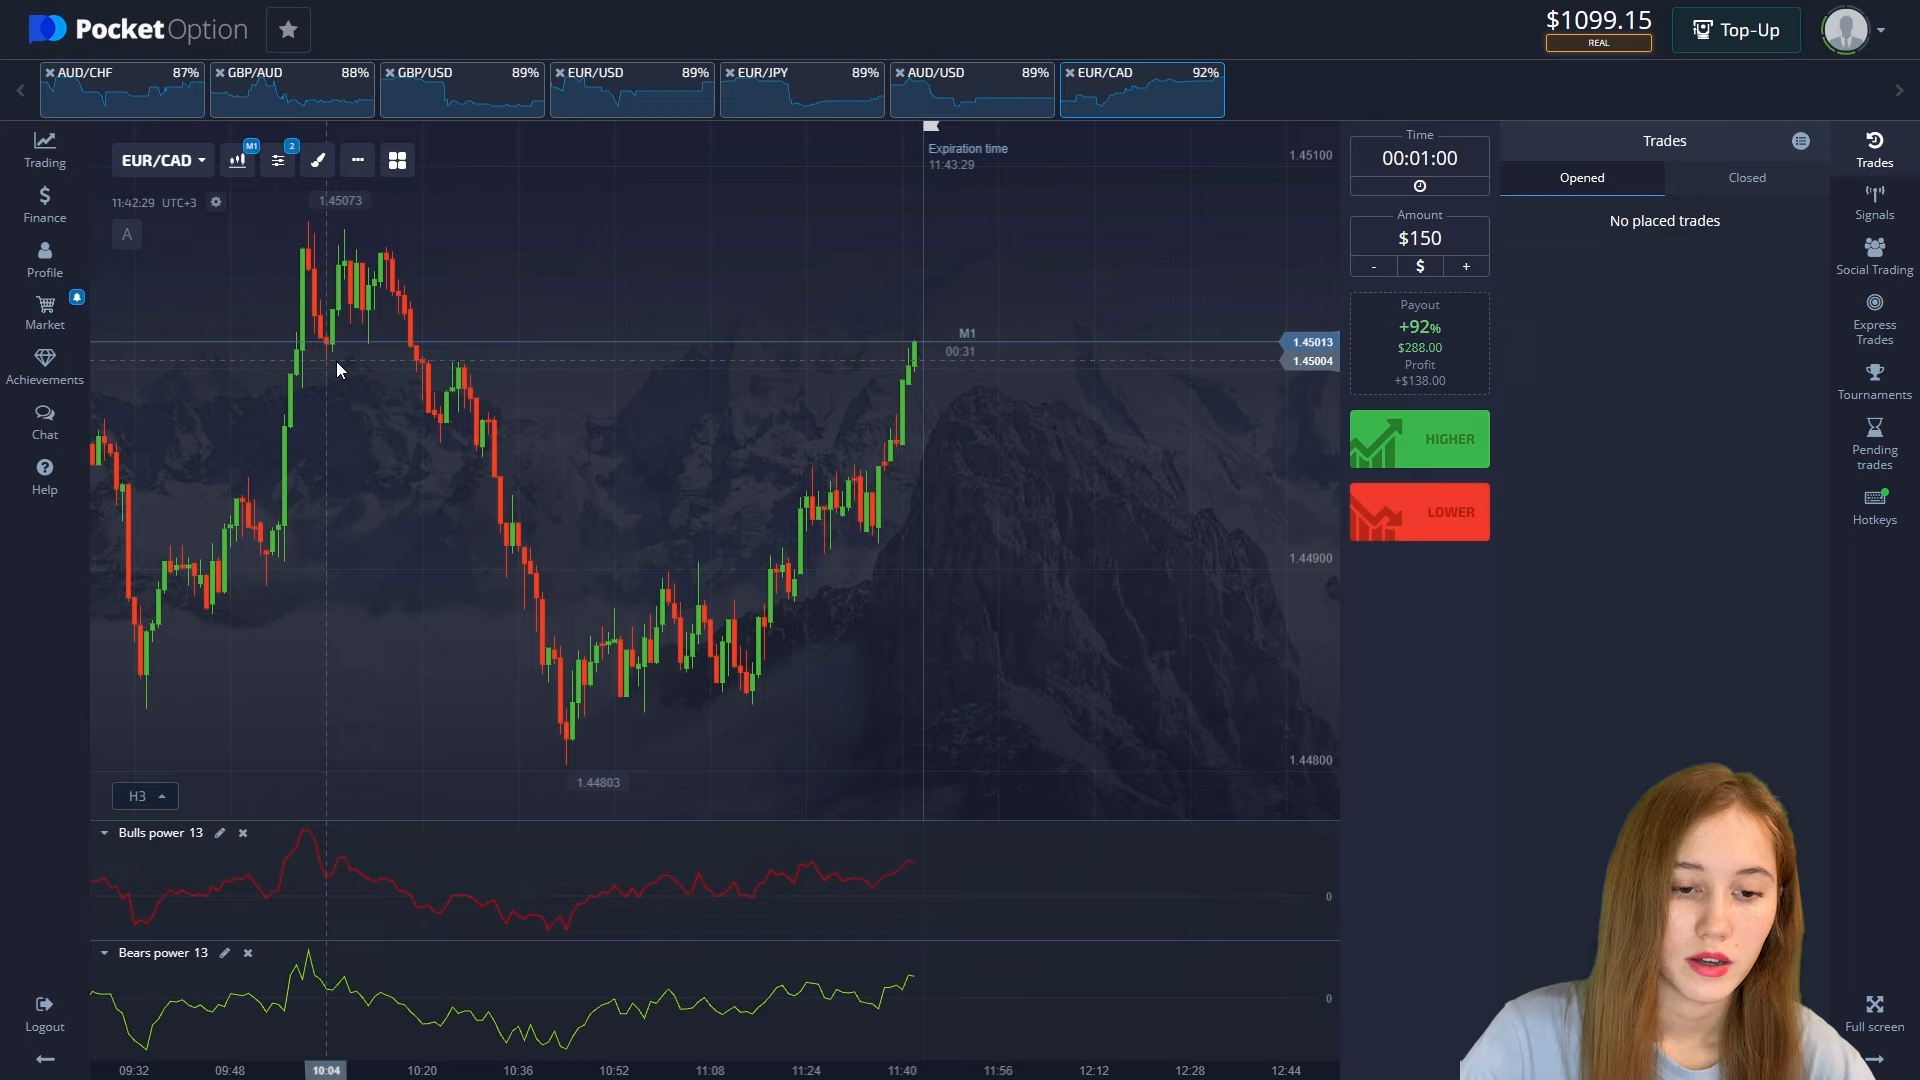 PocketOption
$1099.15
REAL
Top-Up
AUD/CHF 87%
GBP/AUD 88%
GBP/USD 89%
EUR/USD 89%
EUR/JPY 89%
AUD/USD 89%
EUR/CAD 92%
Trading
Finance
Profile
Market
Achievements
Chat
Help
Logout
EUR/CAD
M1
2
11:42:29 UTC+3
A
1.45073
Expiration time
11:43:29
1.45100
M1
00:31
1.45013
1.45004
1.44900
1.44800
1.44803
H3
Bulls power 13
0
Bears power 13
0
09:32 09:48 10:04 10:20 10:36 10:52 11:08 11:24 11:40 11:56 12:12 12:28 12:44
Time
00:01:00
Amount
$150
- $ +
Payout
+92%
$288.00
Profit
+$138.00
HIGHER
LOWER
Trades
Opened Closed
No placed trades
Trades
Signals
Social Trading
Express
Trades
Tournaments
Pending
trades
Hotkeys
Full screen